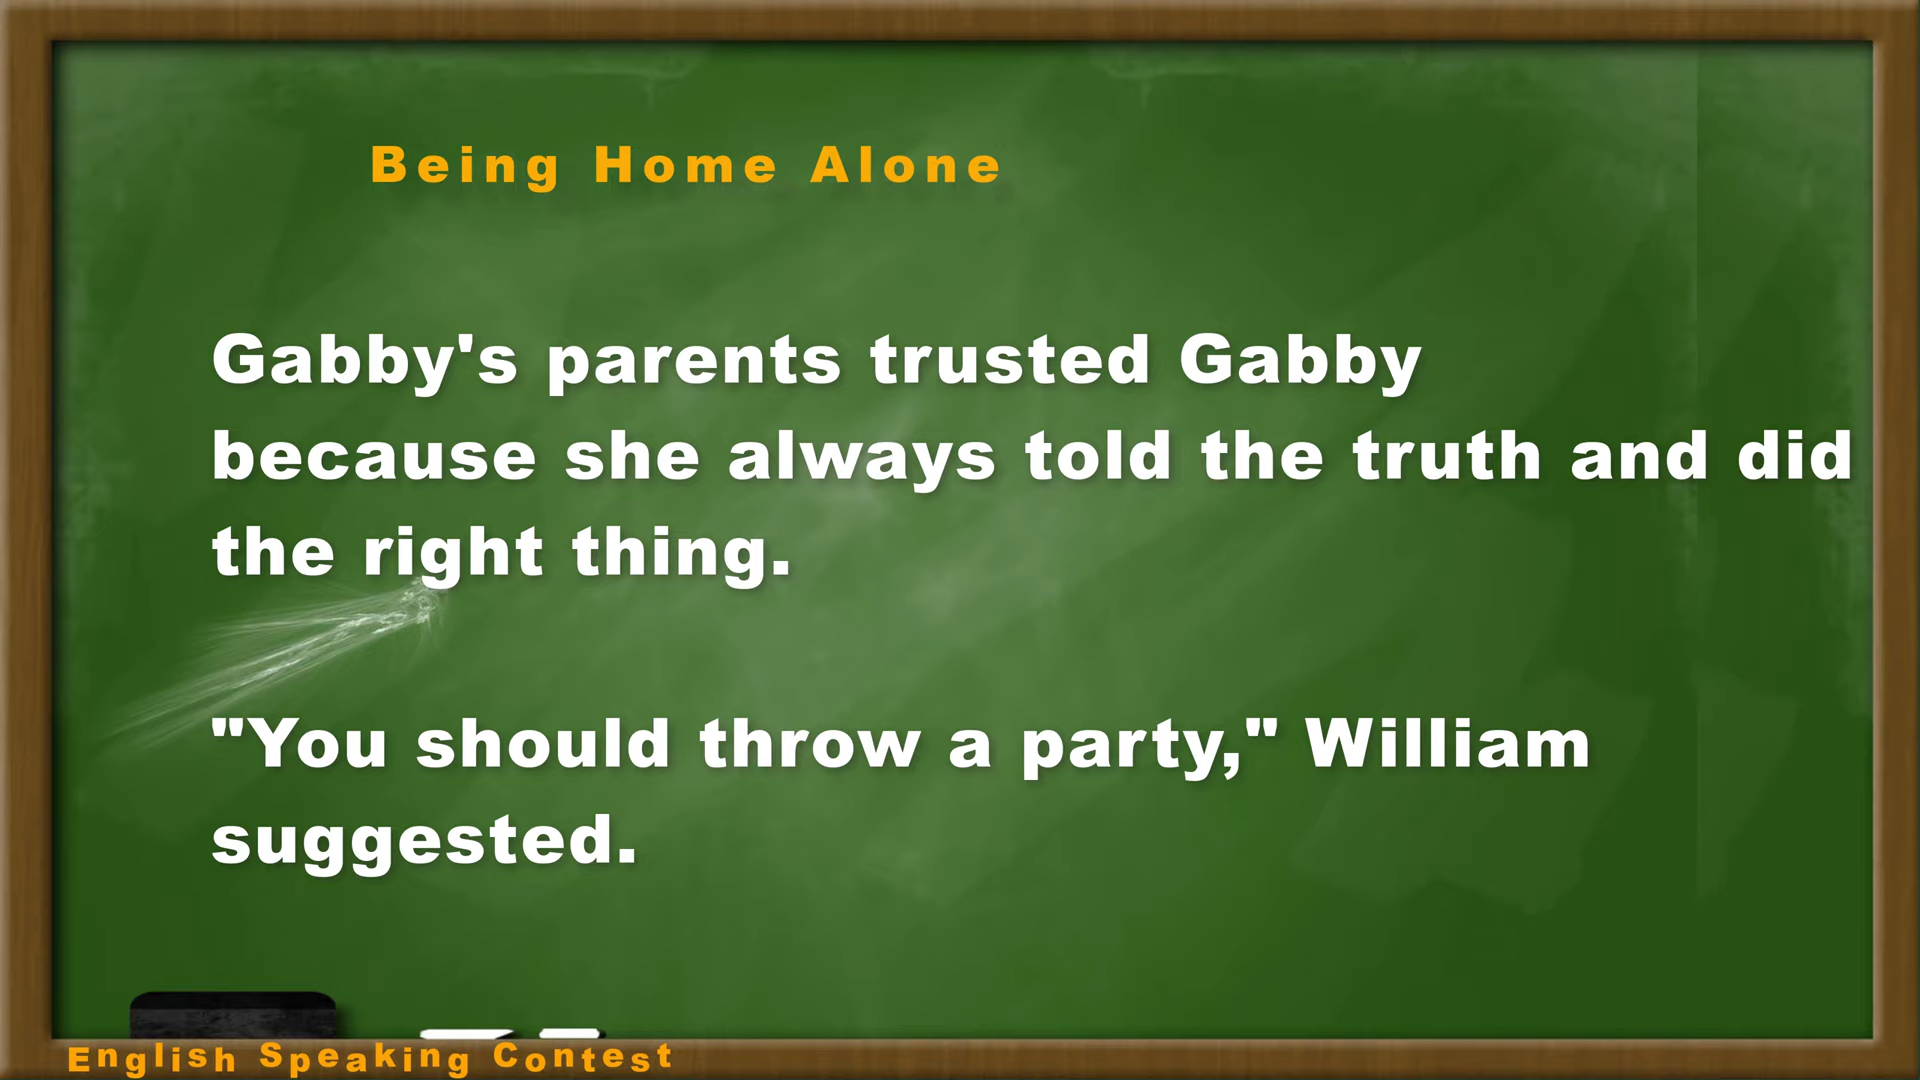 Being Home Alone
Gabby's parents trusted Gabby
because she always told the truth and did
the right thing.
"You should throw a party," William
suggested.
English Speaking Contest